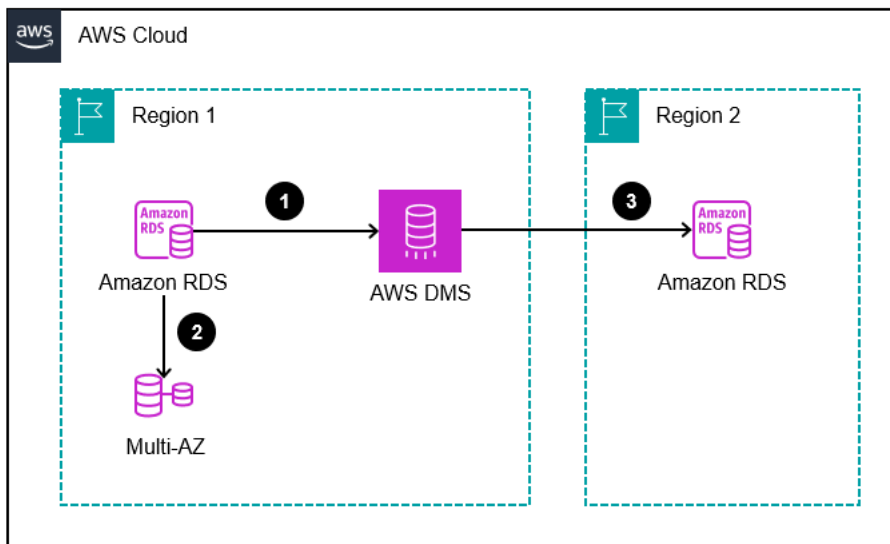 aws
AWS Cloud
Region 1
Region 2
1
3
Amazon
RDS
Amazon
RDS
Amazon RDS
AWS DMS
Amazon RDS
2
Multi-AZ